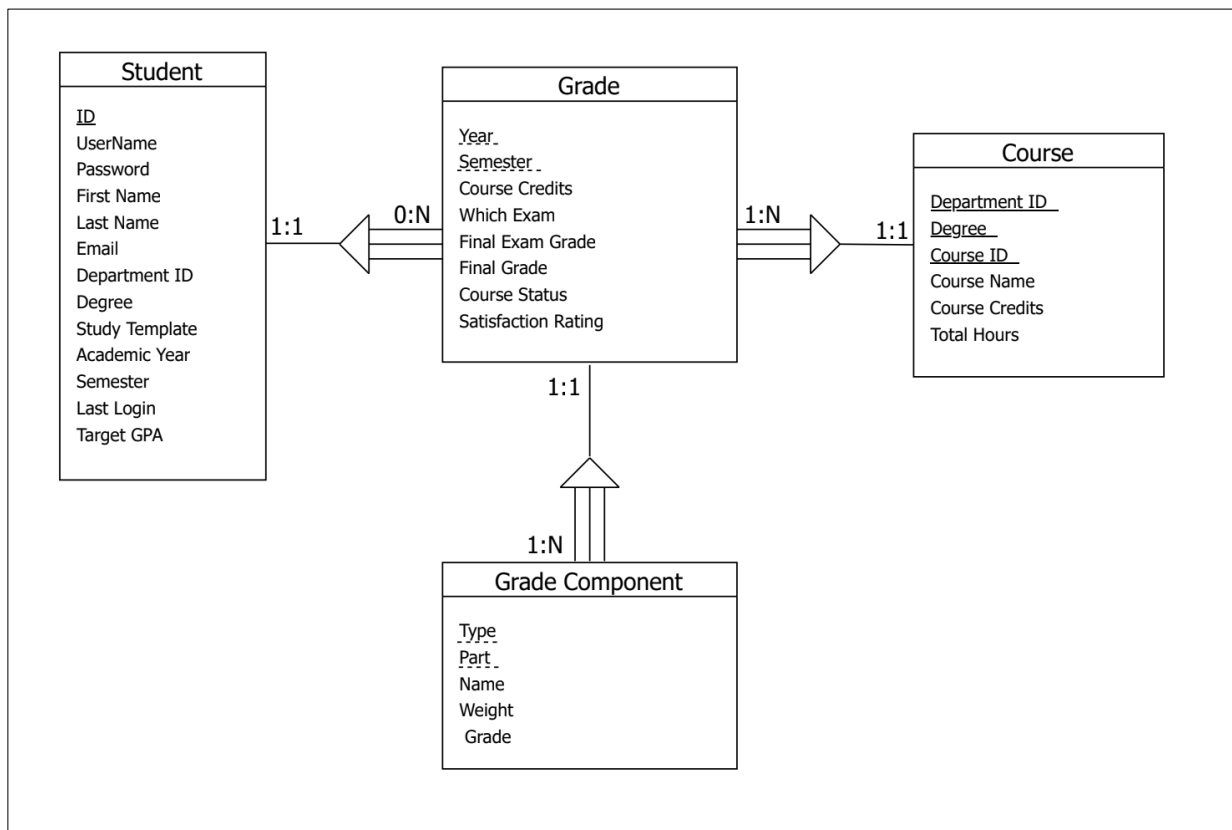 Student
ID
UserName
Password
First Name
Last Name
Email
Department ID
Degree
Study Template
Academic Year
Semester
Last Login
Target GPA
1:1
0:N
Grade
Year
Semester
Course Credits
Which Exam
Final Exam Grade
Final Grade
Course Status
Satisfaction Rating
1:N
1:1
Course
Department ID
Degree
Course ID
Course Name
Course Credits
Total Hours
1:1
1:N
Grade Component
Type
Part
Name
Weight
Grade